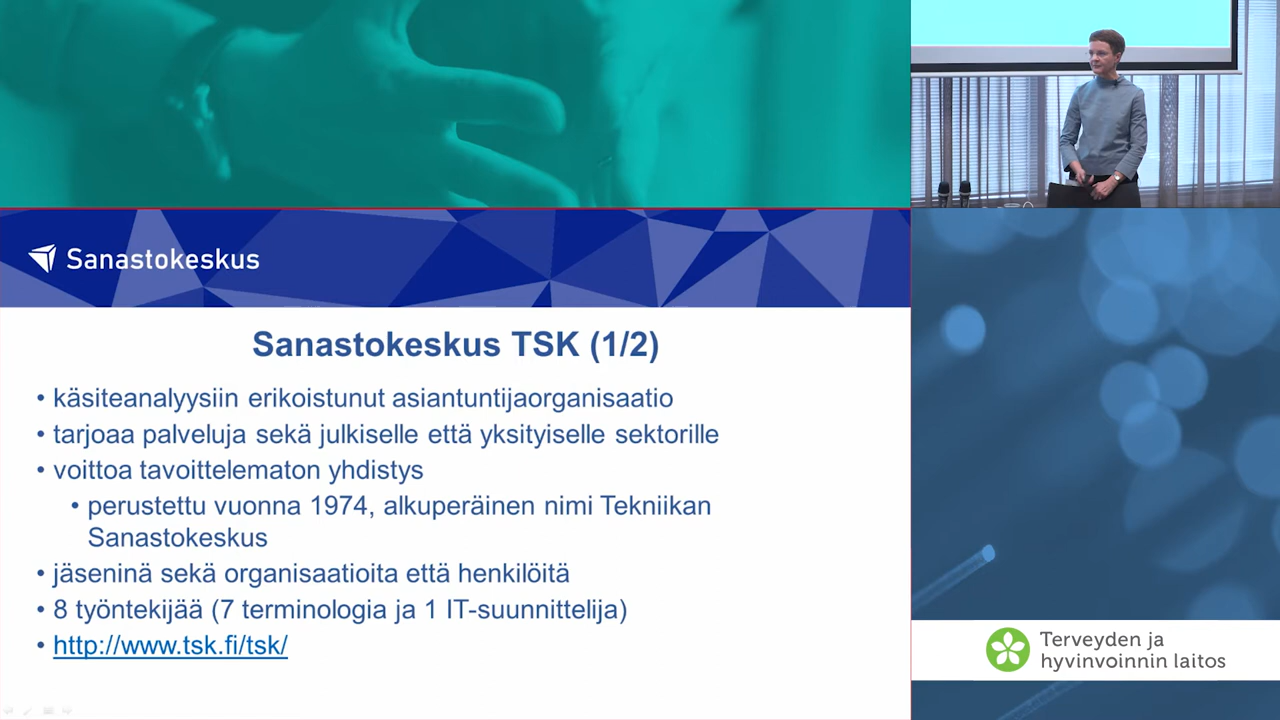 Sanastokeskus
Sanastokeskus TSK (1/2)
• käsiteanalyysiin erikoistunut asiantuntijaorganisaatio
• tarjoaa palveluja sekä julkiselle että yksityiselle sektorille
• voittoa tavoittelematon yhdistys
• perustettu vuonna 1974, alkuperäinen nimi Tekniikan
Sanastokeskus
• jäseninä sekä organisaatioita että henkilöitä
• 8 työntekijää (7 terminologia ja 1 IT-suunnittelija)
• http://www.tsk.fi/tsk/
Terveyden ja
hyvinvoinnin laitos